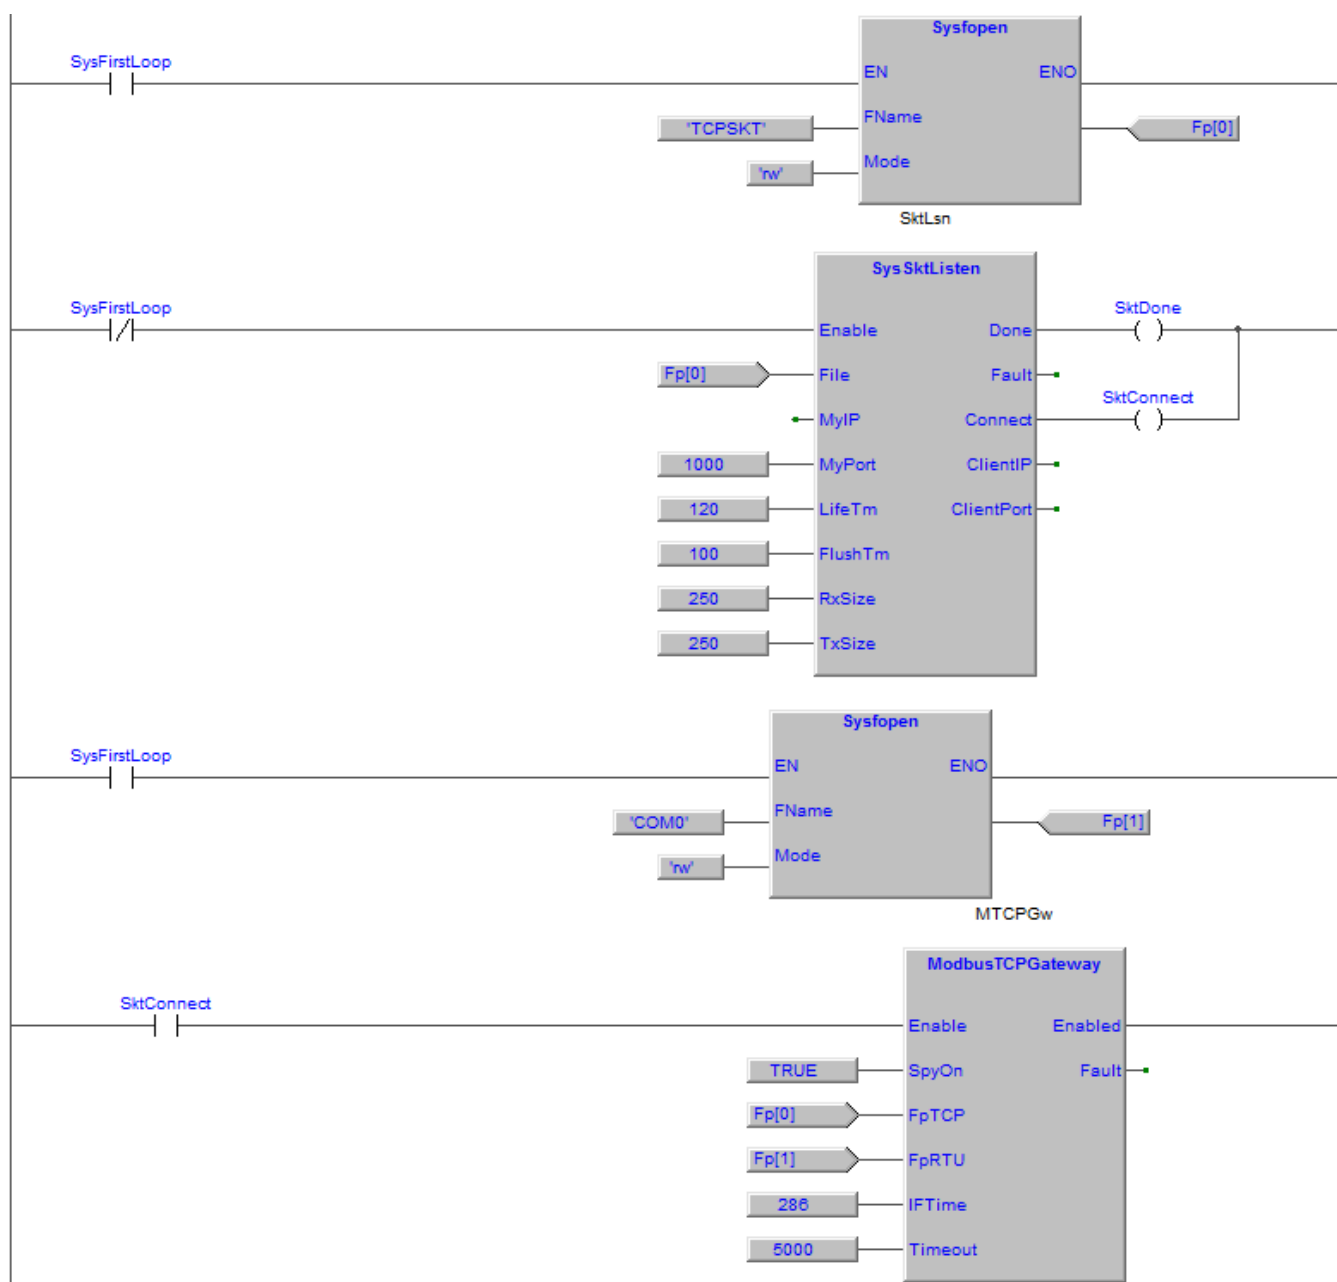 Sysfopen
SysFirstLoop
EN ENO
"TCPSKT" FName Fp[0]
'rw' Mode
SktLsn
SysSktListen
SysFirstLoop SktDone
Enable Done
Fp[0] File Fault
SktConnect
MyIP Connect
1000 MyPort ClientIP
120 LifeTm ClientPort
100 FlushTm
250 RxSize
250 TxSize
Sysfopen
SysFirstLoop
EN ENO
'COM0' FName Fp[1]
'rw' Mode
MTCPGw
ModbusTCPGateway
SktConnect
Enable Enabled
TRUE SpyOn Fault
Fp[0] FpTCP
Fp[1] FpRTU
286 IFTime
5000 Timeout